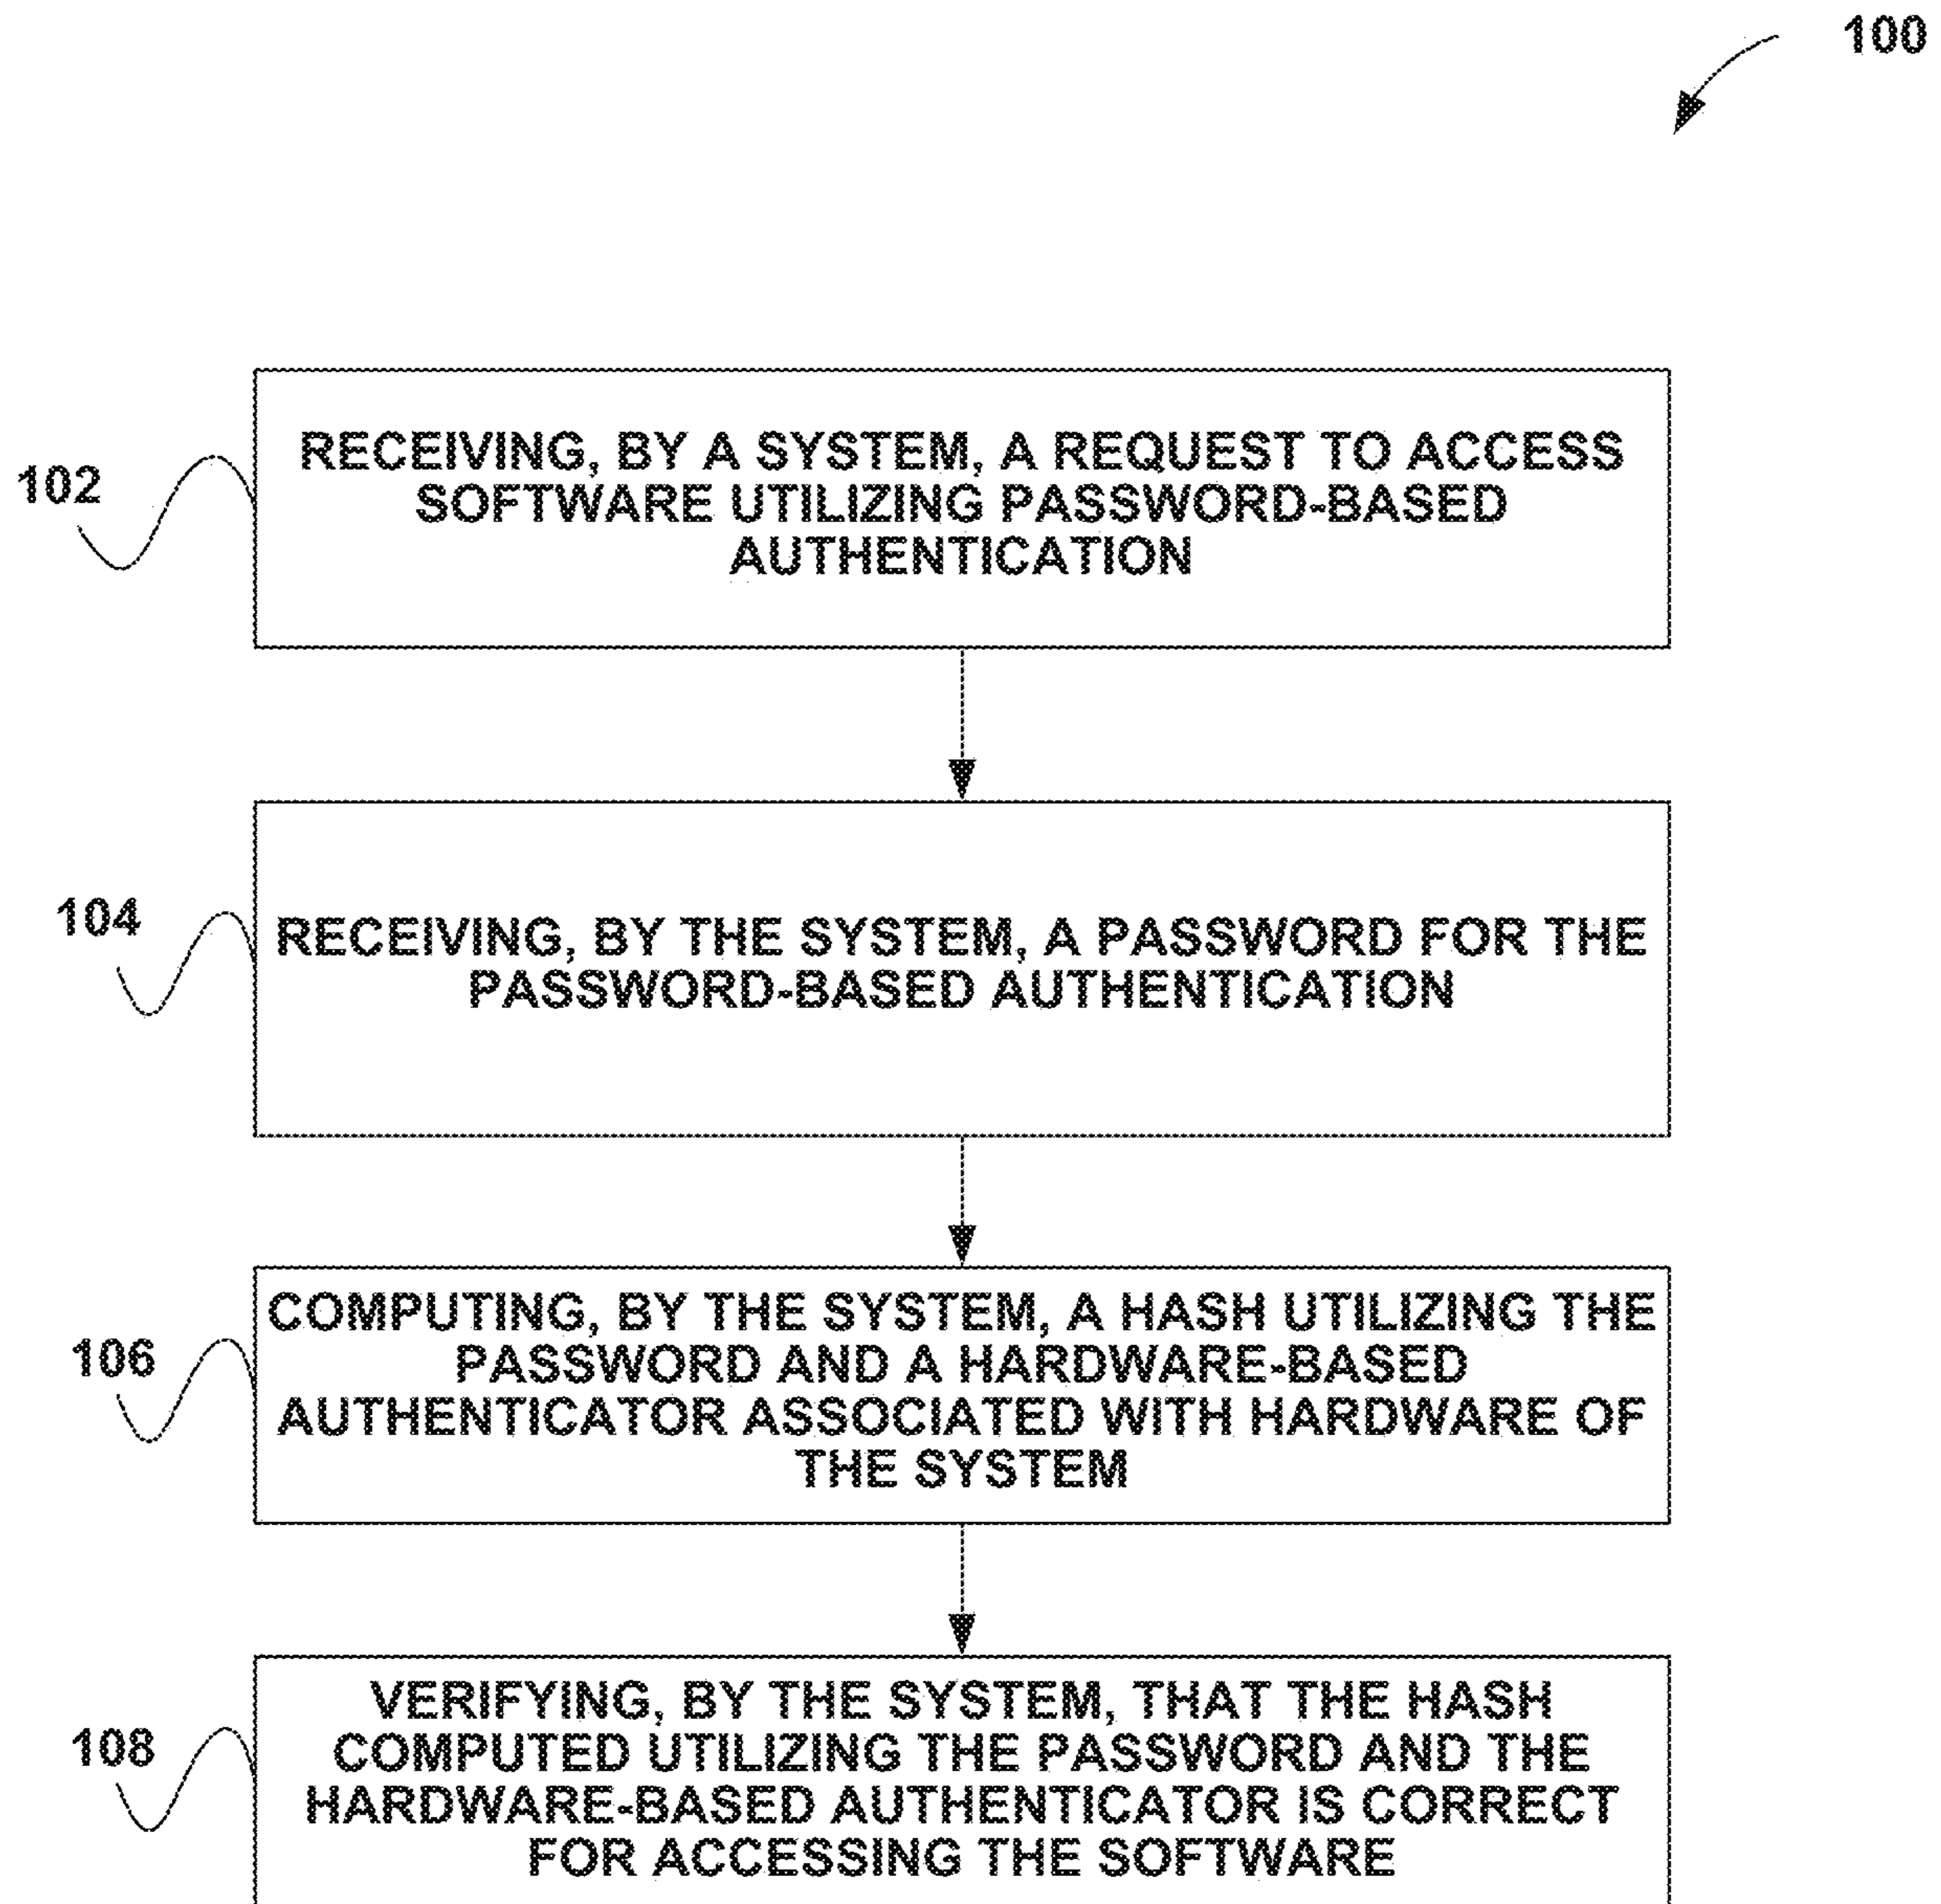 100
102
RECEIVING, BY A SYSTEM, A REQUEST TO ACCESS
SOFTWARE UTILIZING PASSWORD-BASED
AUTHENTICATION
104
RECEIVING, BY THE SYSTEM, A PASSWORD FOR THE
PASSWORD-BASED AUTHENTICATION
106
COMPUTING, BY THE SYSTEM, A HASH UTILIZING THE
PASSWORD AND A HARDWARE-BASED
AUTHENTICATOR ASSOCIATED WITH HARDWARE OF
THE SYSTEM
108
VERIFYING, BY THE SYSTEM, THAT THE HASH
COMPUTED UTILIZING THE PASSWORD AND THE
HARDWARE-BASED AUTHENTICATOR IS CORRECT
FOR ACCESSING THE SOFTWARE